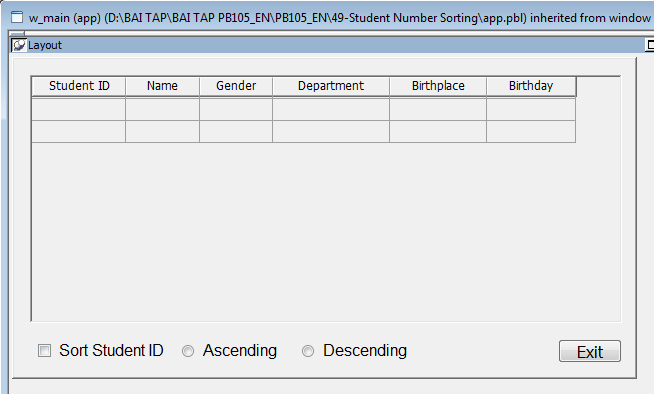 w_main (app) (D:\BAI TAP\BAI TAP PB105_EN\PB105_EN\49-Student Number Sorting\app.pbl) inherited from window
Layout
Student ID Name Gender Department Birthplace Birthday
Sort Student ID Ascending Descending Exit